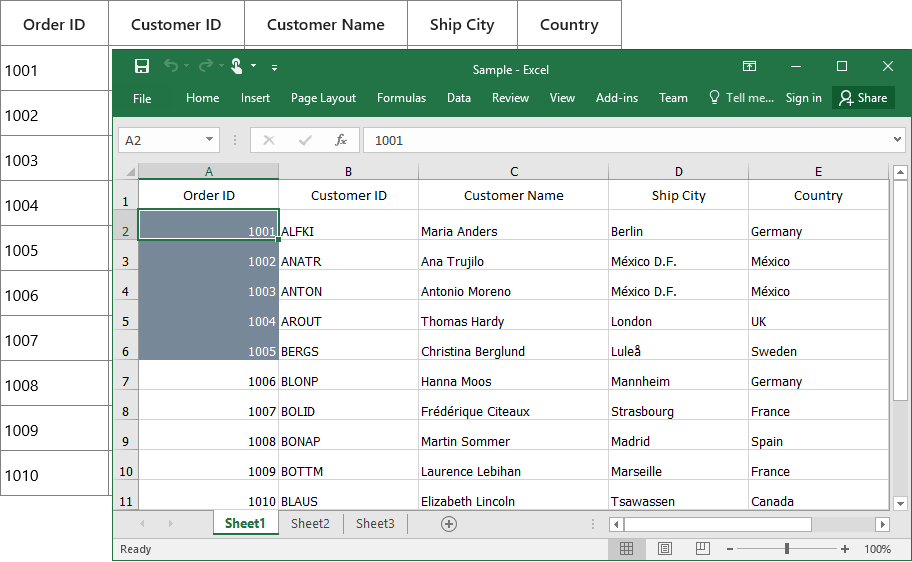 Order ID Customer ID Customer Name Ship City Country
1001
1002
1003
1004
1005
1006
1007
1008
1009
1010
Sample - Excel
File Home Insert Page Layout Formulas Data Review View Add-ins Team Tell me... Sign in Share
A2 fx 1001
A B C D E
1 Order ID Customer ID Customer Name Ship City Country
2 1001 ALFKI Maria Anders Berlin Germany
3 1002 ANATR Ana Trujilo México D.F. México
4 1003 ANTON Antonio Moreno México D.F. México
5 1004 AROUT Thomas Hardy London UK
6 1005 BERGS Christina Berglund Luleå Sweden
7 1006 BLONP Hanna Moos Mannheim Germany
8 1007 BOLID Frédérique Citeaux Strasbourg France
9 1008 BONAP Martin Sommer Madrid Spain
10 1009 BOTTM Laurence Lebihan Marseille France
11 1010 BLAUS Elizabeth Lincoln Tsawassen Canada
Sheet1 Sheet2 Sheet3
Ready 100%